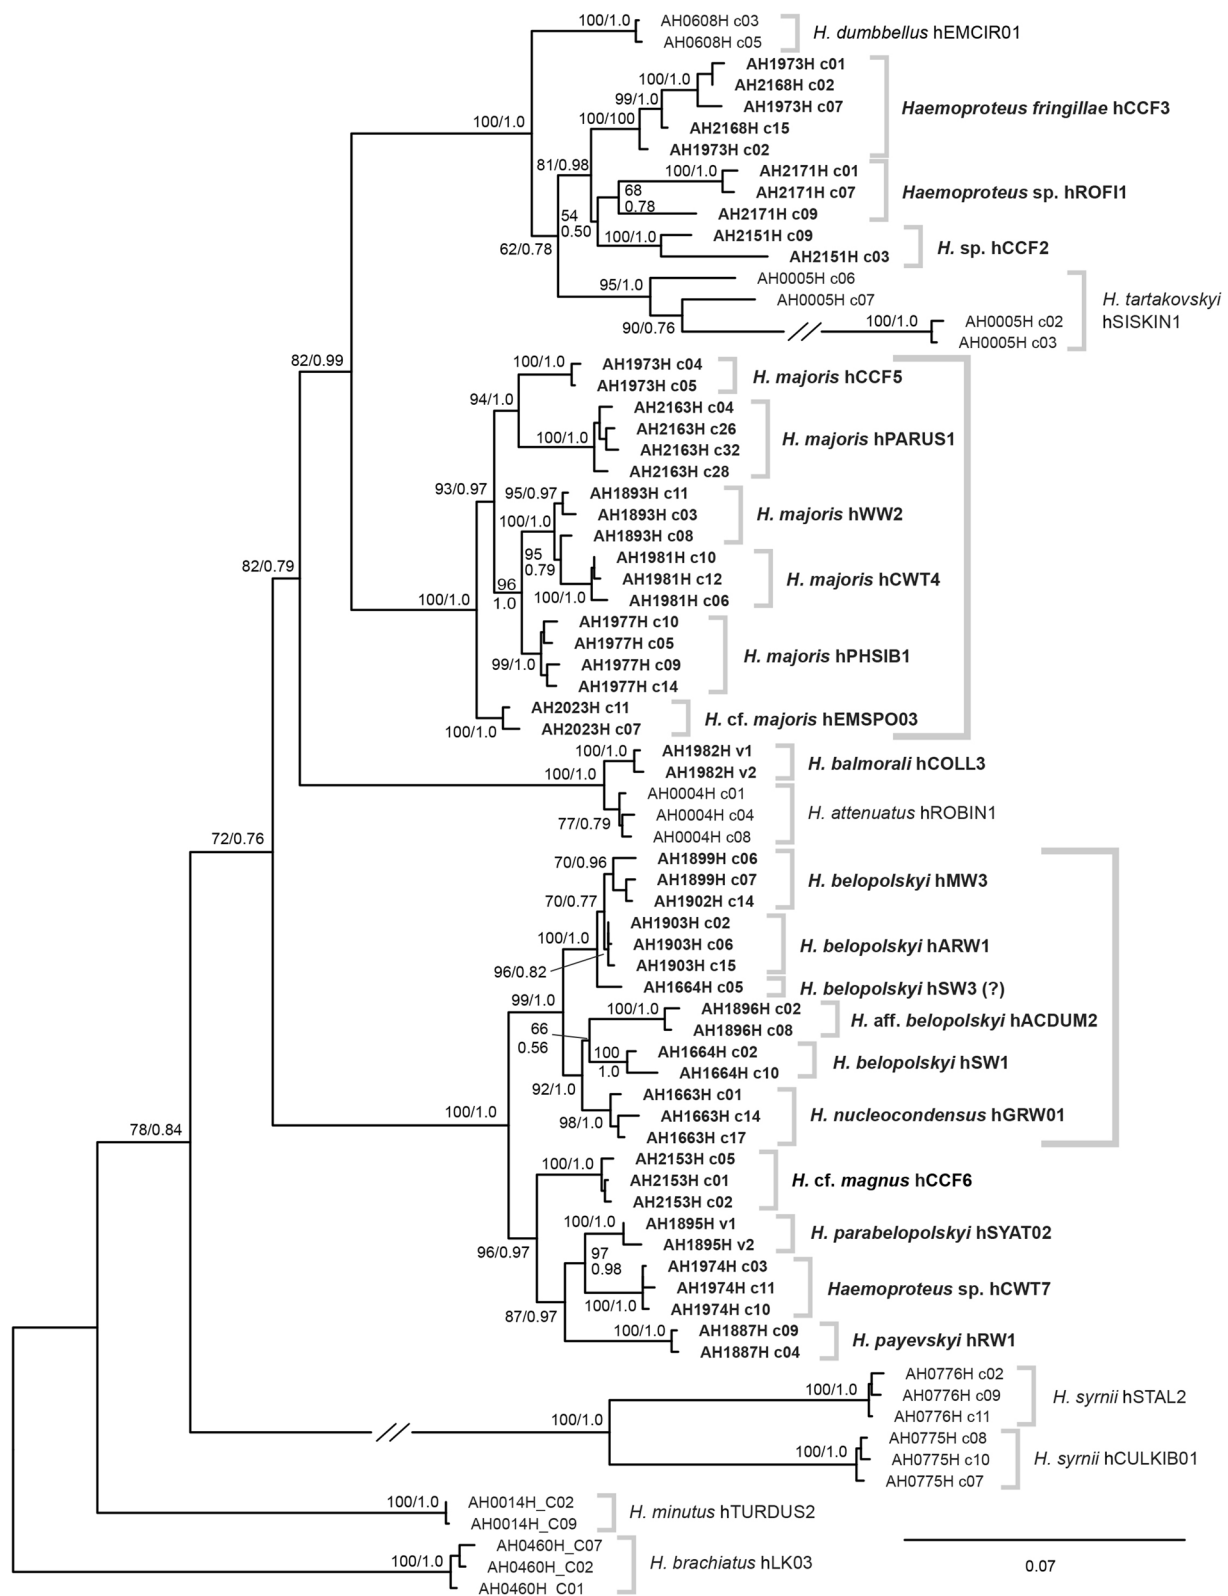 100/1.0
AH0608H c03
AH0608H c05
H. dumbbellus hEMCIR01
AH1973H c01
100/1.0
AH2168H c02
99/1.0
AH1973H c07
Haemoproteus fringillae hCCF3
100/100
100/1.0
AH2168H c15
AH1973H c02
81/0.98
100/1.0
AH2171H c01
68
0.78
AH2171H c07
Haemoproteus sp. hROFI1
54
0.50
AH2171H c09
62/0.78
100/1.0
AH2151H c09
AH2151H c03
H. sp. hCCF2
95/1.0
AH0005H c06
AH0005H c07
H. tartakovskyi
hSISKIN1
90/0.76
100/1.0
AH0005H c02
AH0005H c03
82/0.99
100/1.0
AH1973H c04
AH1973H c05
H. majoris hCCF5
94/1.0
AH2163H c04
AH2163H c26
100/1.0
AH2163H c32
H. majoris hPARUS1
AH2163H c28
93/0.97
95/0.97
AH1893H c11
100/1.0
AH1893H c03
H. majoris hWW2
AH1893H c08
95
0.79
AH1981H c10
82/0.79
AH1981H c12
H. majoris hCWT4
96
1.0
100/1.0
AH1981H c06
100/1.0
AH1977H c10
AH1977H c05
H. majoris hPHSIB1
99/1.0
AH1977H c09
AH1977H c14
AH2023H c11
H. cf. majoris hEMSPO03
100/1.0
AH2023H c07
100/1.0
AH1982H v1
H. balmorali hCOLL3
100/1.0
AH1982H v2
AH0004H c01
AH0004H c04
H. attenuatus hROBIN1
77/0.79
AH0004H c08
72/0.76
70/0.96
AH1899H c06
AH1899H c07
H. belopolskyi hMW3
70/0.77
AH1902H c14
AH1903H c02
100/1.0
AH1903H c06
H. belopolskyi hARW1
96/0.82
AH1903H c15
AH1664H c05
H. belopolskyi hSW3 (?)
99/1.0
100/1.0
AH1896H c02
H. aff. belopolskyi hACDUM2
66
0.56
AH1896H c08
100
1.0
AH1664H c02
H. belopolskyi hSW1
AH1664H c10
92/1.0
AH1663H c01
100/1.0
98/1.0
AH1663H c14
H. nucleocondensus hGRW01
AH1663H c17
78/0.84
100/1.0
AH2153H c05
AH2153H c01
H. cf. magnus hCCF6
AH2153H c02
100/1.0
AH1895H v1
H. parabelopolskyi hSYAT02
96/0.97
AH1895H v2
97
0.98
AH1974H c03
AH1974H c11
Haemoproteus sp. hCWT7
100/1.0
AH1974H c10
87/0.97
100/1.0
AH1887H c09
H. payevskyi hRW1
AH1887H c04
AH0776H c02
100/1.0
AH0776H c09
H. syrnii hSTAL2
AH0776H c11
100/1.0
AH0775H c08
100/1.0
AH0775H c10
H. syrnii hCULKIB01
AH0775H c07
100/1.0
AH0014H_C02
H. minutus hTURDUS2
AH0014H_C09
AH0460H_C07
100/1.0
AH0460H_C02
H. brachiatus hLK03
AH0460H_C01
0.07